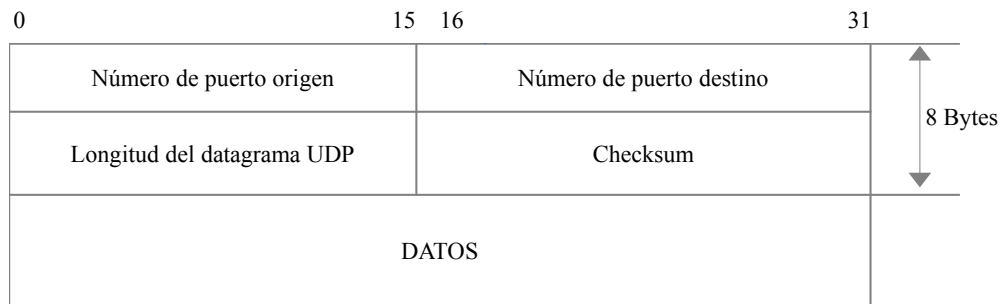 0 15 16 31
Número de puerto origen Número de puerto destino
8 Bytes
Longitud del datagrama UDP Checksum
DATOS